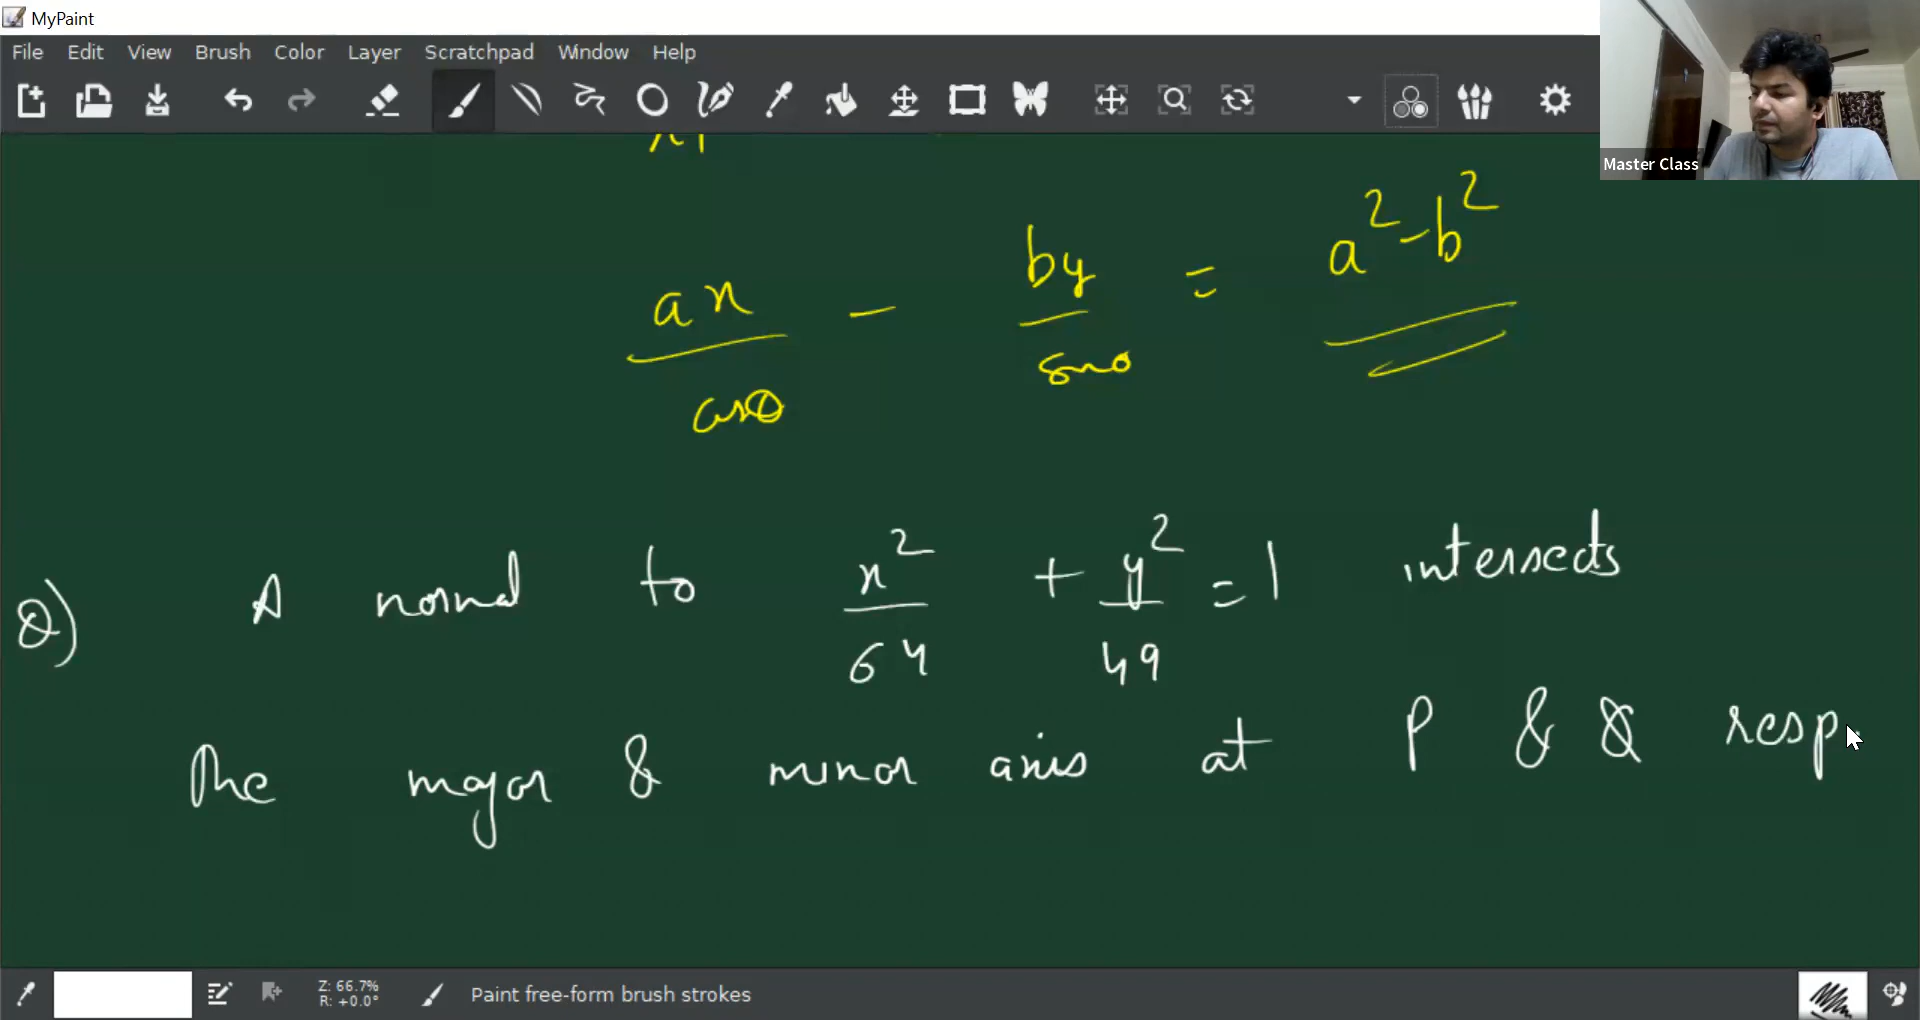 MyPaint
File Edit View Brush Color Layer Scratchpad Window Help
Master Class
ax/cosθ - by/sinθ = a² - b²
Q) A normal to x²/64 + y²/49 = 1 intersects
the major & minor axis at P & Q resp.
Z: 66.7%
R: +0.0°
Paint free-form brush strokes